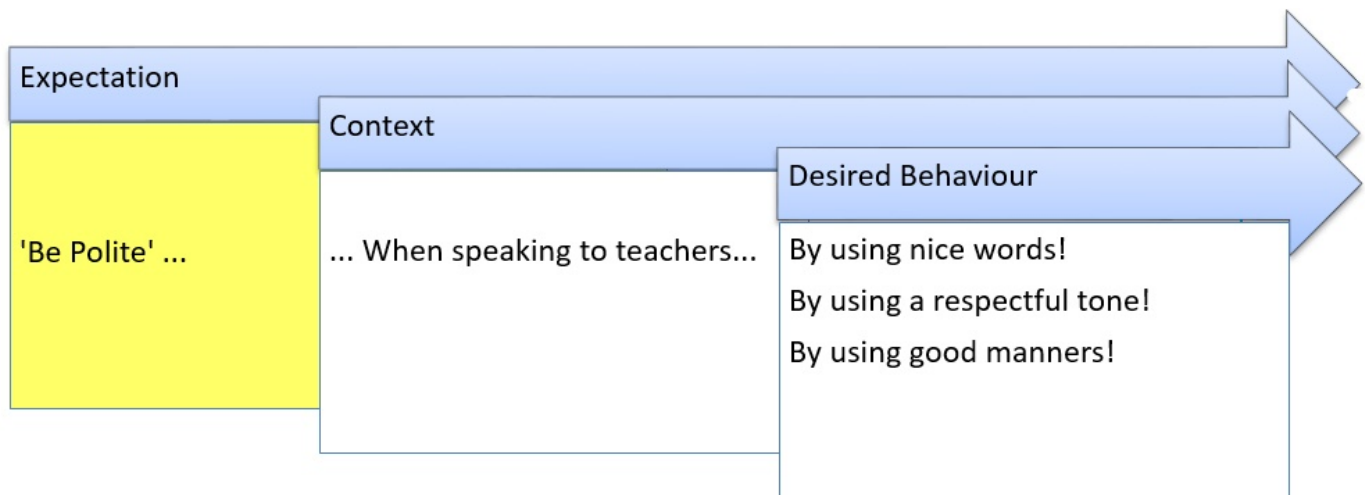 Expectation
Context
Desired Behaviour
'Be Polite' ...
... When speaking to teachers...
By using nice words!
By using a respectful tone!
By using good manners!